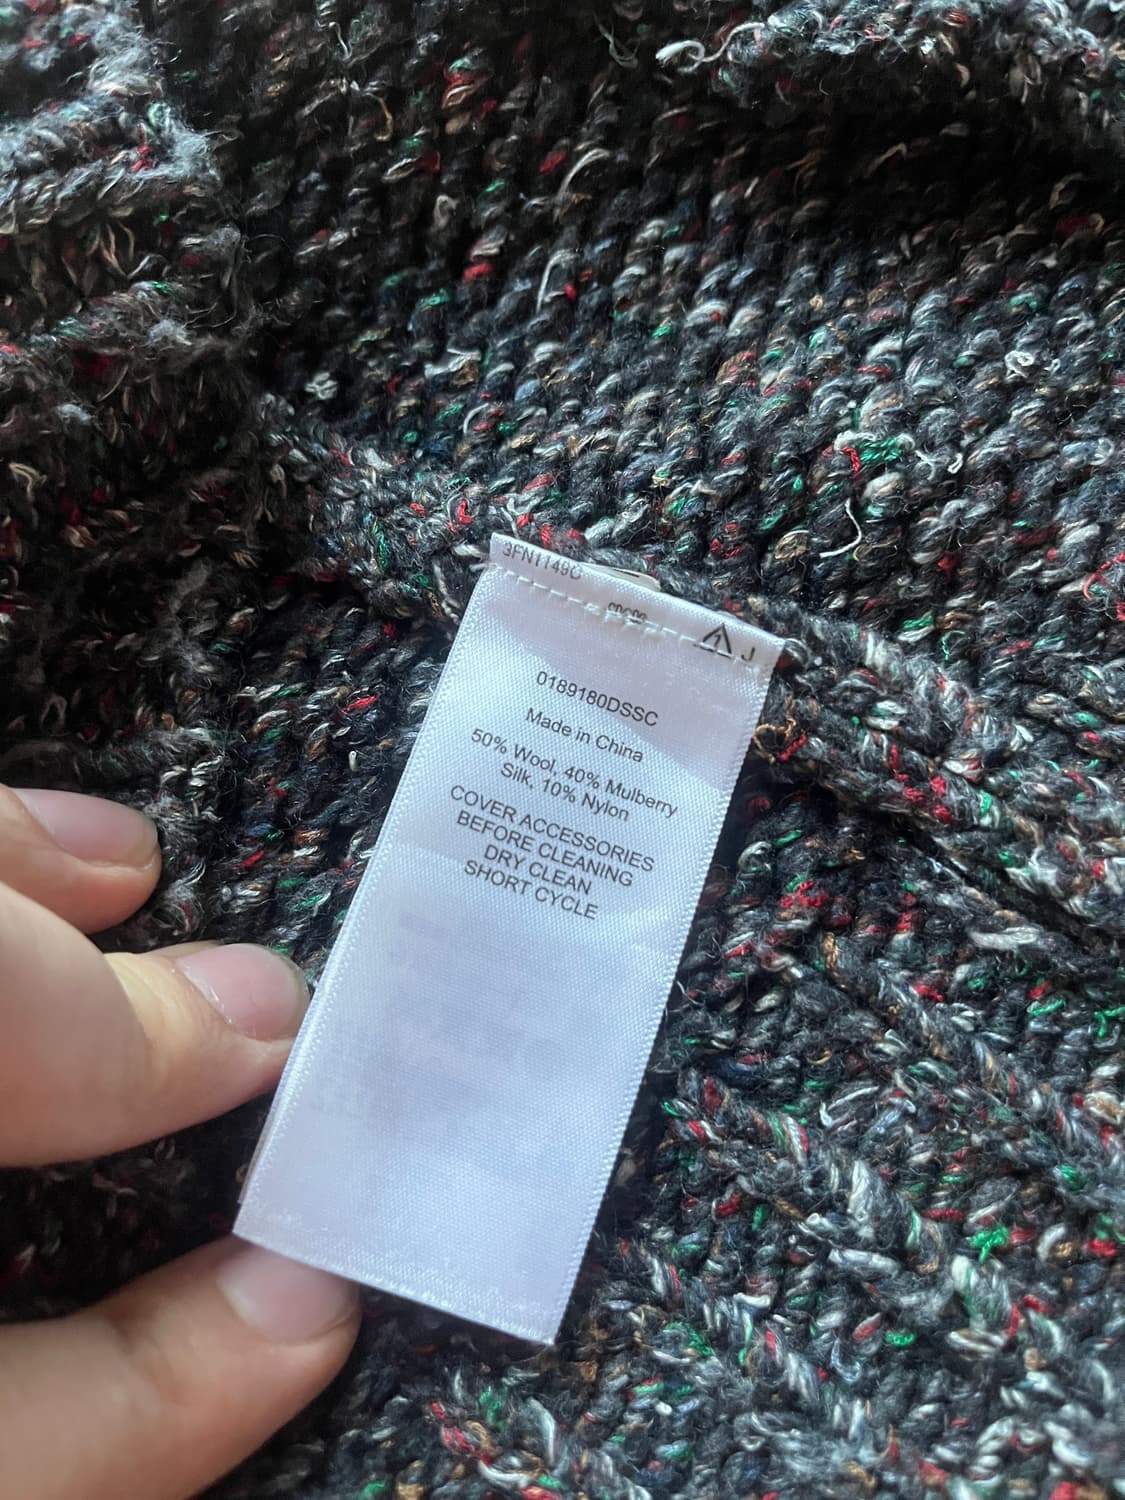 3FN1149C
J
0189180DSSC
Made in China
50% Wool, 40% Mulberry
Silk, 10% Nylon
COVER ACCESSORIES
BEFORE CLEANING
DRY CLEAN
SHORT CYCLE